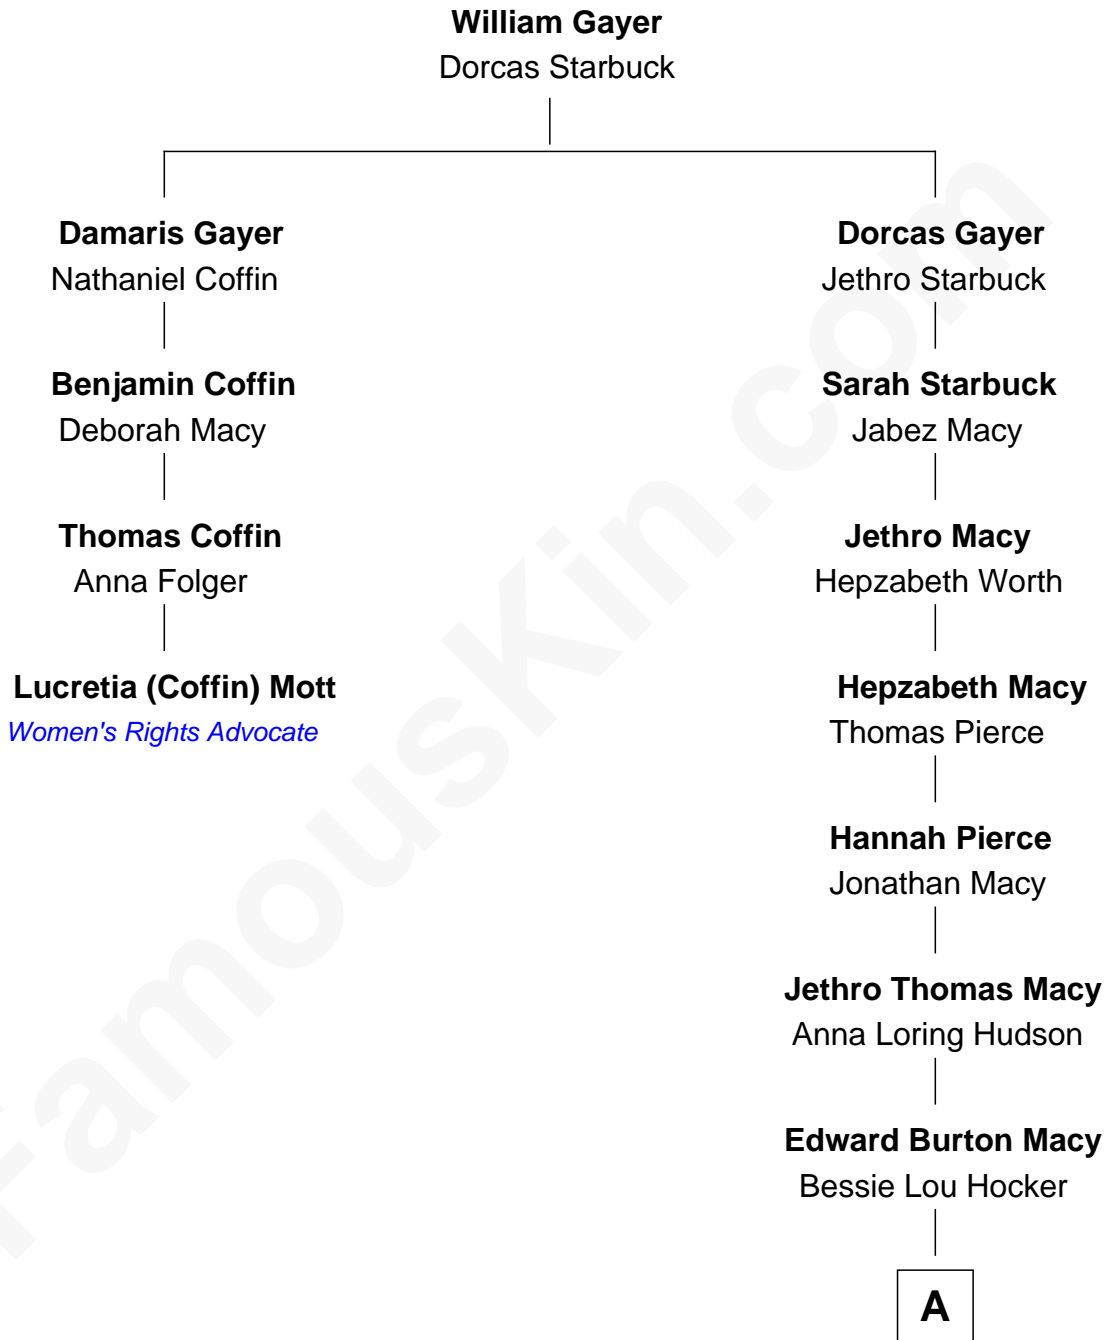 William Gayer
Dorcas Starbuck
Damaris Gayer
Nathaniel Coffin
Benjamin Coffin
Deborah Macy
Thomas Coffin
Anna Folger
Lucretia (Coffin) Mott
Women's Rights Advocate
Dorcas Gayer
Jethro Starbuck
Sarah Starbuck
Jabez Macy
Jethro Macy
Hepzabeth Worth
Hepzabeth Macy
Thomas Pierce
Hannah Pierce
Jonathan Macy
Jethro Thomas Macy
Anna Loring Hudson
Edward Burton Macy
Bessie Lou Hocker
A
FamousKin.com